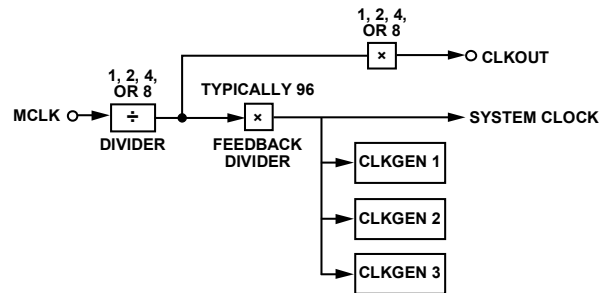 1, 2, 4,
OR 8
×
CLKOUT
1, 2, 4,
OR 8
TYPICALLY 96
MCLK
÷
×
SYSTEM CLOCK
DIVIDER
FEEDBACK
DIVIDER
CLKGEN 1
CLKGEN 2
CLKGEN 3